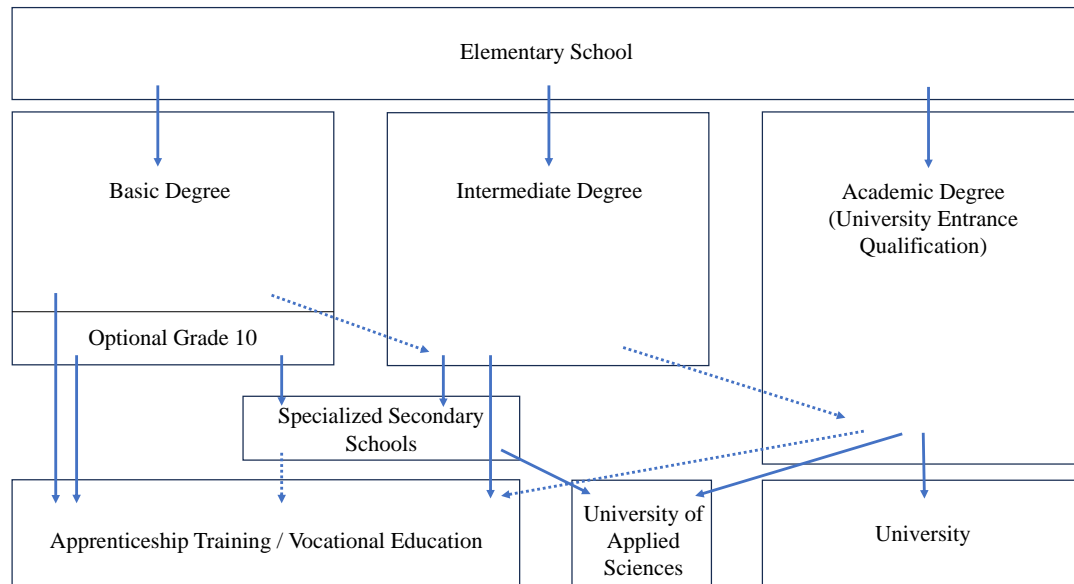 Elementary School
Basic Degree
Intermediate Degree
Academic Degree
(University Entrance
Qualification)
Optional Grade 10
Specialized Secondary
Schools
Apprenticeship Training / Vocational Education
University of
Applied
Sciences
University